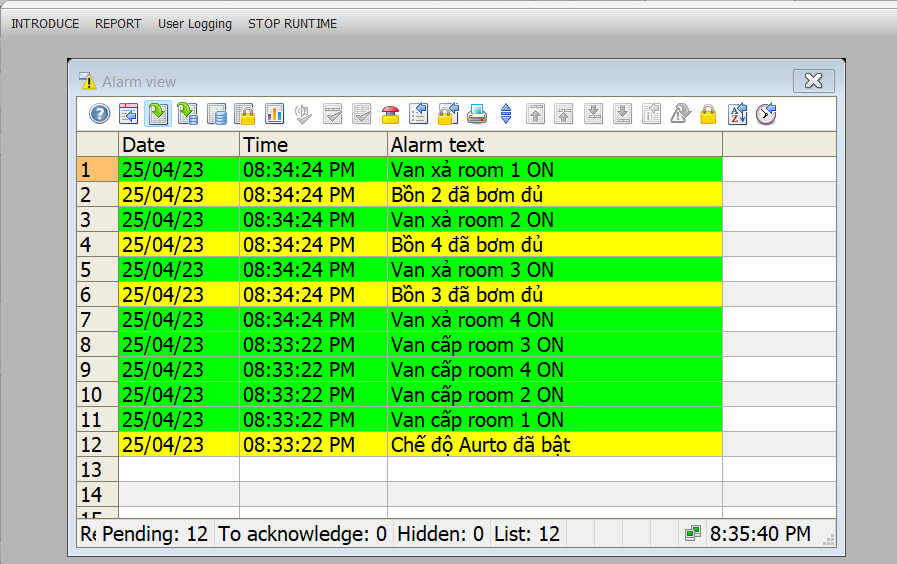 INTRODUCE REPORT User Logging STOP RUNTIME
Alarm view
Date Time Alarm text
1 25/04/23 08:34:24 PM Van xả room 1 ON
2 25/04/23 08:34:24 PM Bồn 2 đã bơm đủ
3 25/04/23 08:34:24 PM Van xả room 2 ON
4 25/04/23 08:34:24 PM Bồn 4 đã bơm đủ
5 25/04/23 08:34:24 PM Van xả room 3 ON
6 25/04/23 08:34:24 PM Bồn 3 đã bơm đủ
7 25/04/23 08:34:24 PM Van xả room 4 ON
8 25/04/23 08:33:22 PM Van cấp room 3 ON
9 25/04/23 08:33:22 PM Van cấp room 4 ON
10 25/04/23 08:33:22 PM Van cấp room 2 ON
11 25/04/23 08:33:22 PM Van cấp room 1 ON
12 25/04/23 08:33:22 PM Chế độ Aurto đã bật
13
14
15
Pending: 12 To acknowledge: 0 Hidden: 0 List: 12 8:35:40 PM